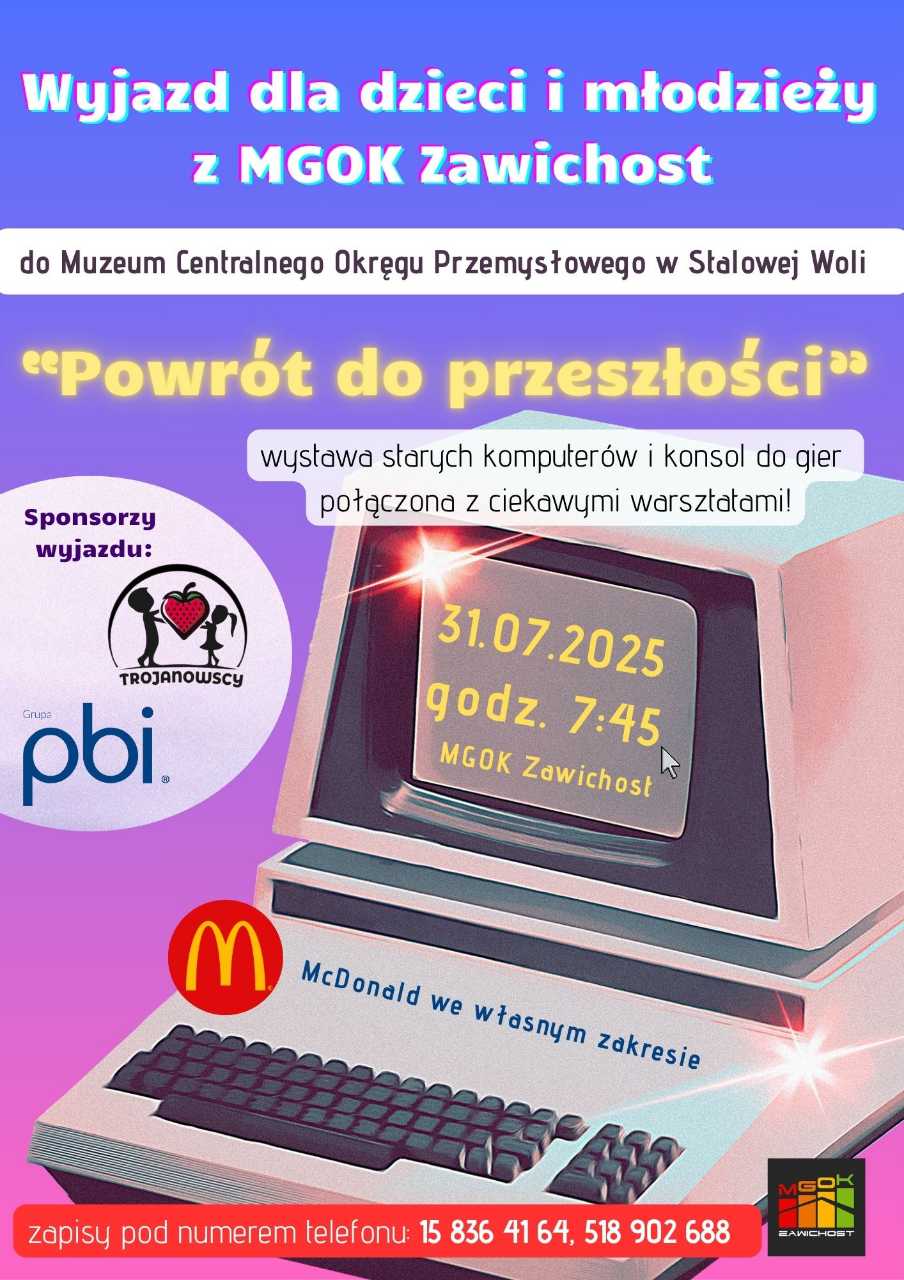 Wyjazd dla dzieci i młodzieży
z MGOK Zawichost
do Muzeum Centralnego Okręgu Przemysłowego w Stalowej Woli
“Powrót do przeszłości”
wystawa starych komputerów i konsol do gier
połączona z ciekawymi warsztatami!
Sponsorzy
wyjazdu:
TROJANOWSCY
Grupa
pbi®
31.07.2025
godz. 7:45
MGOK Zawichost
M
McDonald we własnym zakresie
zapisy pod numerem telefonu: 15 836 41 64, 518 902 688
MGOK
ZAWICHOST